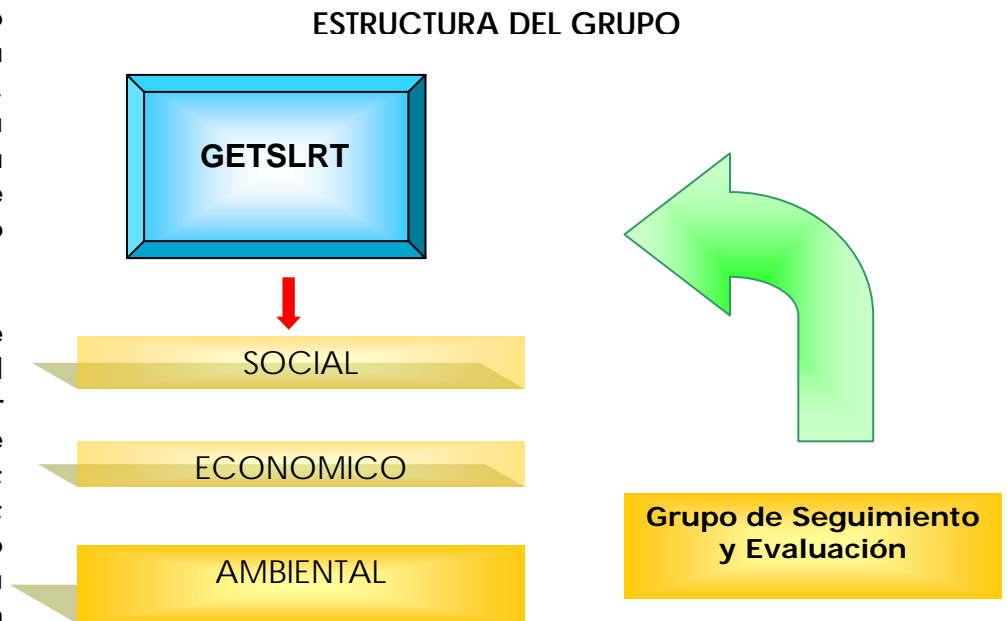 ESTRUCTURA DEL GRUPO
GETSLRT
SOCIAL
ECONOMICO
AMBIENTAL
Grupo de Seguimiento
y Evaluación